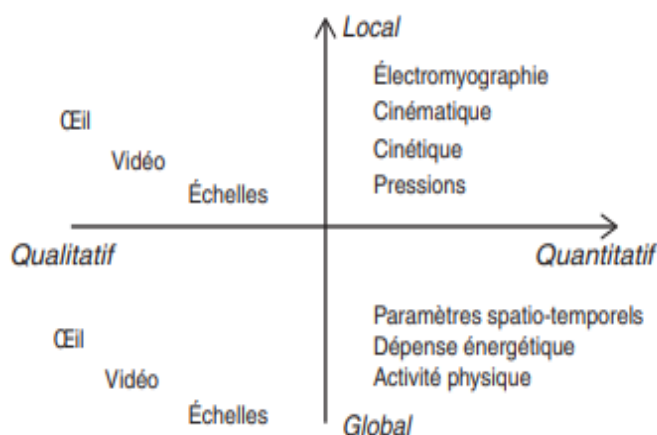 Local
Électromyographie
Œil
Cinématique
Vidéo
Cinétique
Échelles
Pressions
Qualitatif
Quantitatif
Œil
Paramètres spatio-temporels
Dépense énergétique
Vidéo
Activité physique
Échelles
Global